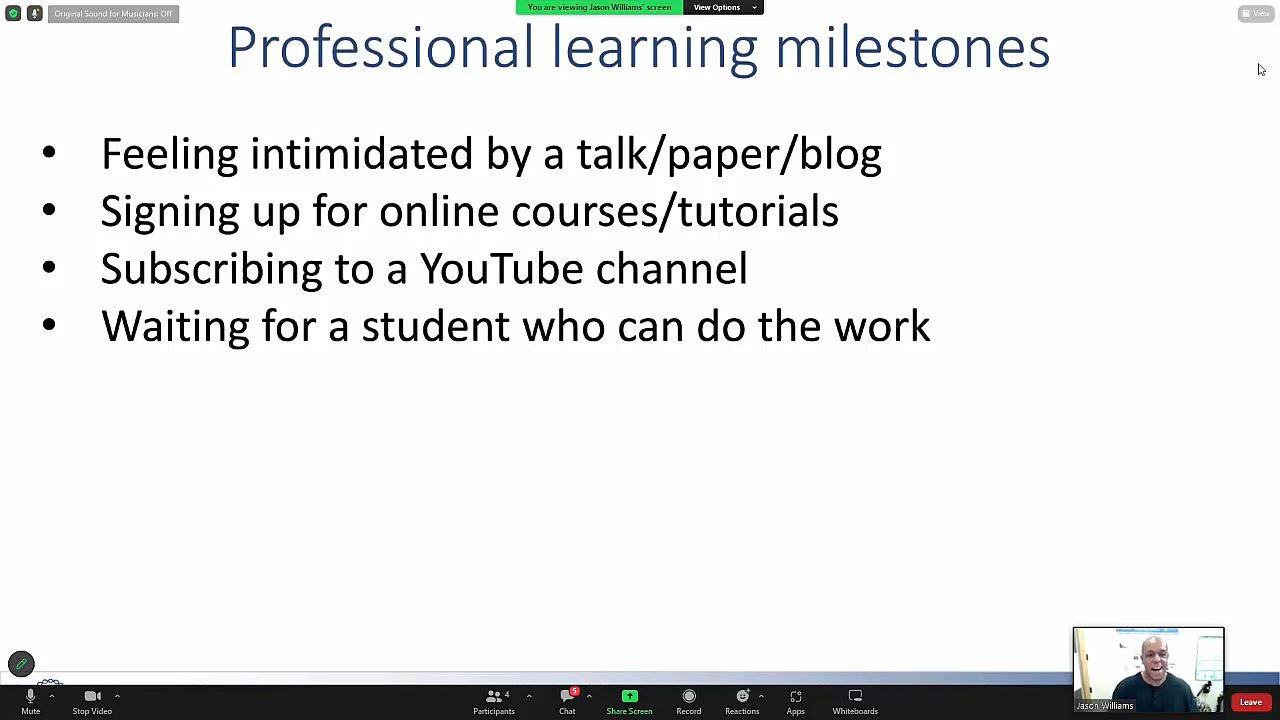 Original Sound for Musicians: Off
You are viewing Jason Williams' screen
View Options
View
Professional learning milestones
• Feeling intimidated by a talk/paper/blog
• Signing up for online courses/tutorials
• Subscribing to a YouTube channel
• Waiting for a student who can do the work
Jason Williams
Mute
Stop Video
Participants
4
Chat
5
Share Screen
Record
Reactions
Apps
Whiteboards
Leave